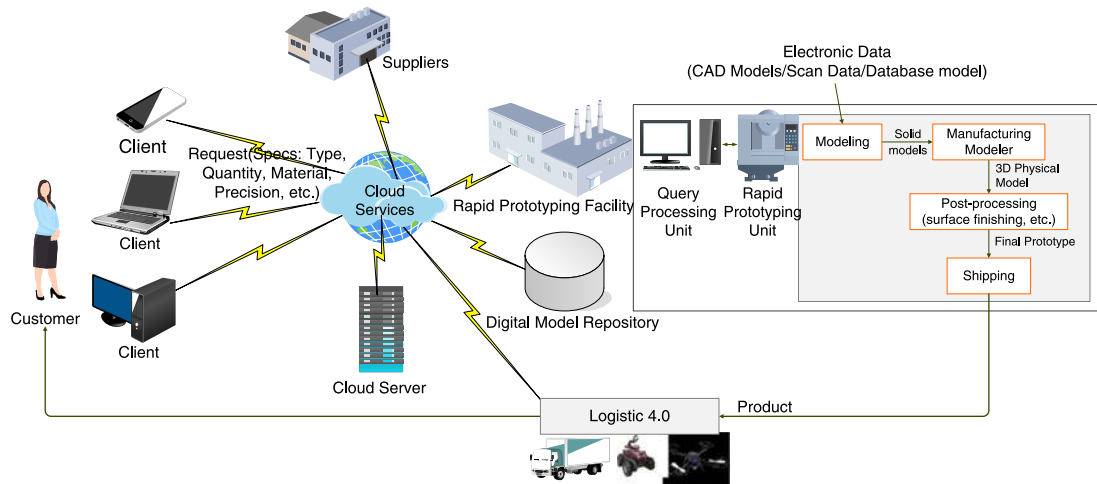 Suppliers
Client
Request(Specs: Type,
Quantity, Material,
Precision, etc.)
Client
Client
Customer
Cloud
Services
Rapid Prototyping Facility
Digital Model Repository
Cloud Server
Electronic Data
(CAD Models/Scan Data/Database model)
Query
Processing
Unit
Rapid
Prototyping
Unit
Modeling
Solid
models
Manufacturing
Modeler
3D Physical
Model
Post-processing
(surface finishing, etc.)
Final Prototype
Shipping
Product
Logistic 4.0